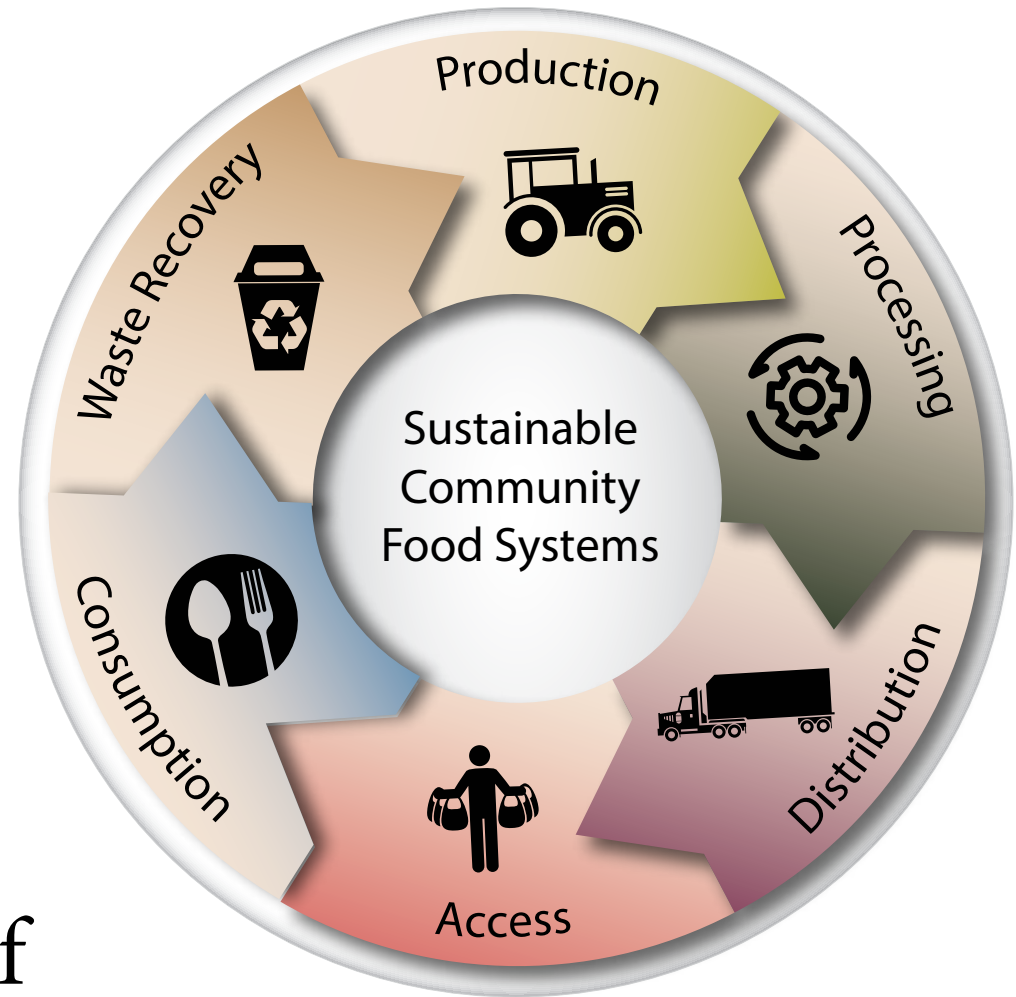 Production
Processing
Distribution
Access
Consumption
Waste Recovery
Sustainable
Community
Food Systems
f